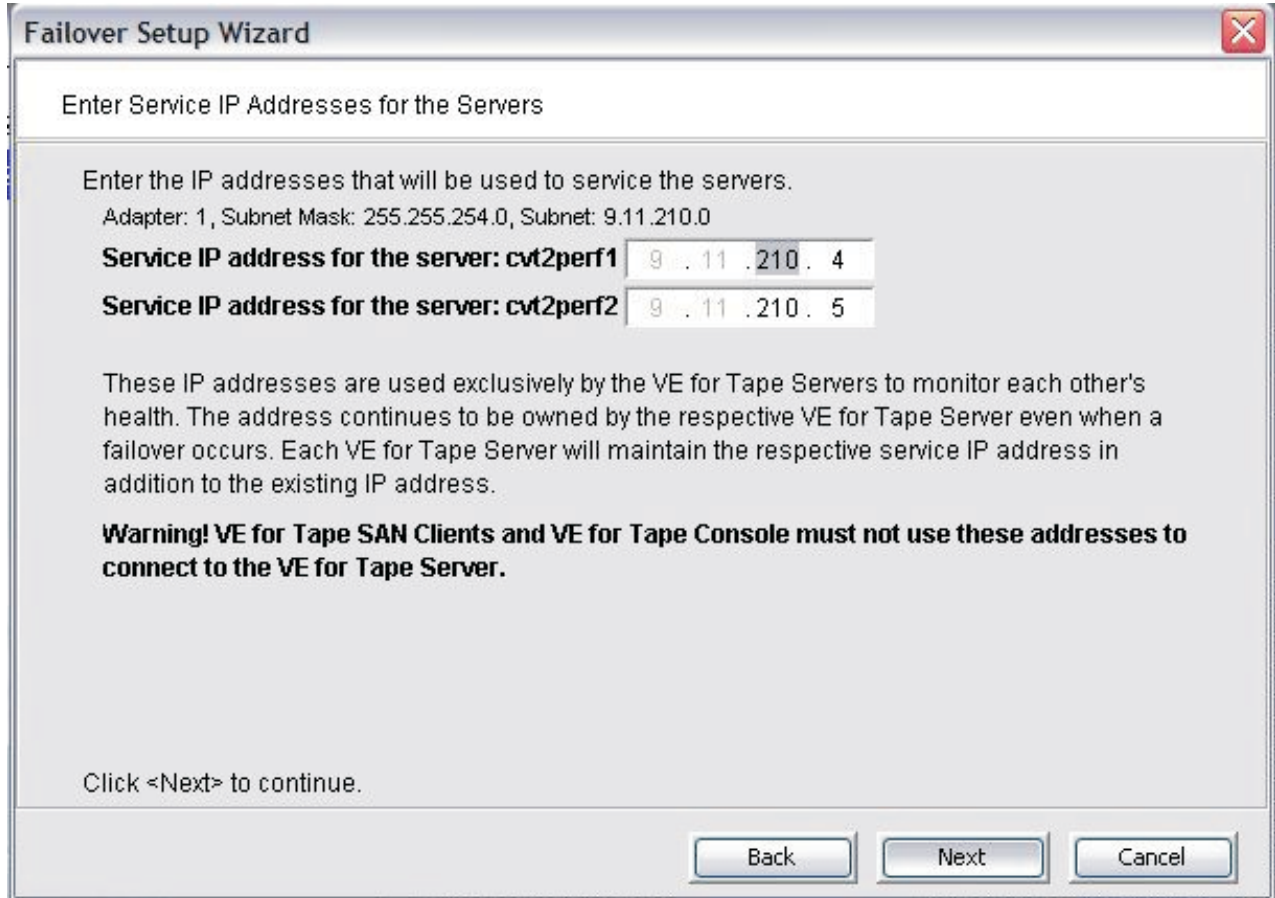 Failover Setup Wizard
Enter Service IP Addresses for the Servers
Enter the IP addresses that will be used to service the servers.
Adapter: 1, Subnet Mask: 255.255.254.0, Subnet: 9.11.210.0
Service IP address for the server: cvt2perf1 9 . 11 . 210 . 4
Service IP address for the server: cvt2perf2 9 . 11 . 210 . 5
These IP addresses are used exclusively by the VE for Tape Servers to monitor each other's
health. The address continues to be owned by the respective VE for Tape Server even when a
failover occurs. Each VE for Tape Server will maintain the respective service IP address in
addition to the existing IP address.
Warning! VE for Tape SAN Clients and VE for Tape Console must not use these addresses to
connect to the VE for Tape Server.
Click <Next> to continue.
Back Next Cancel